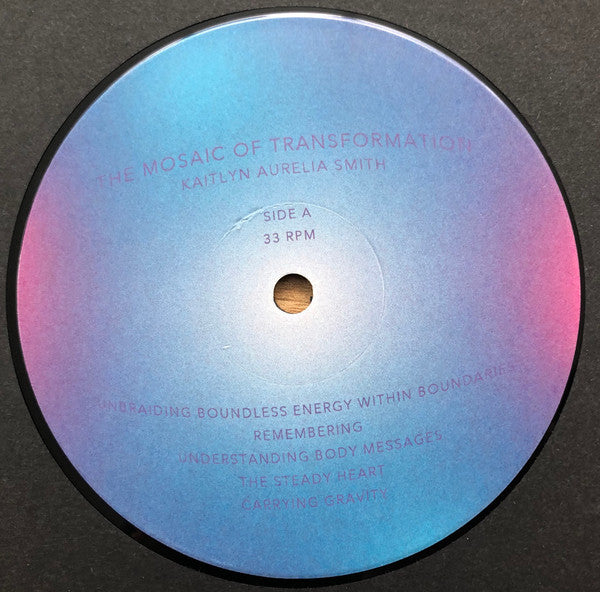 THE MOSAIC OF TRANSFORMATION
KAITLYN AURELIA SMITH
SIDE A
33 RPM
UNBRAIDING BOUNDLESS ENERGY WITHIN BOUNDARIES
REMEMBERING
UNDERSTANDING BODY MESSAGES
THE STEADY HEART
CARRYING GRAVITY